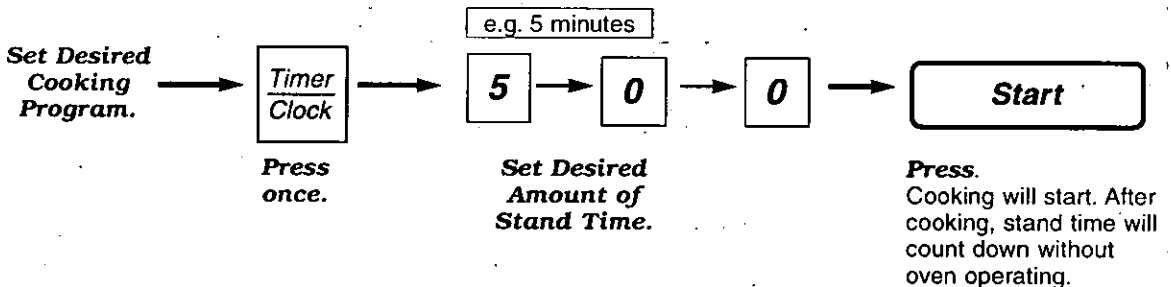 e.g. 5 minutes
Set Desired
Cooking
Program.
Timer
Clock
5
0
0
Start
Press
once.
Set Desired
Amount of
Stand Time.
Press.
Cooking will start. After
cooking, stand time will
count down without
oven operating.